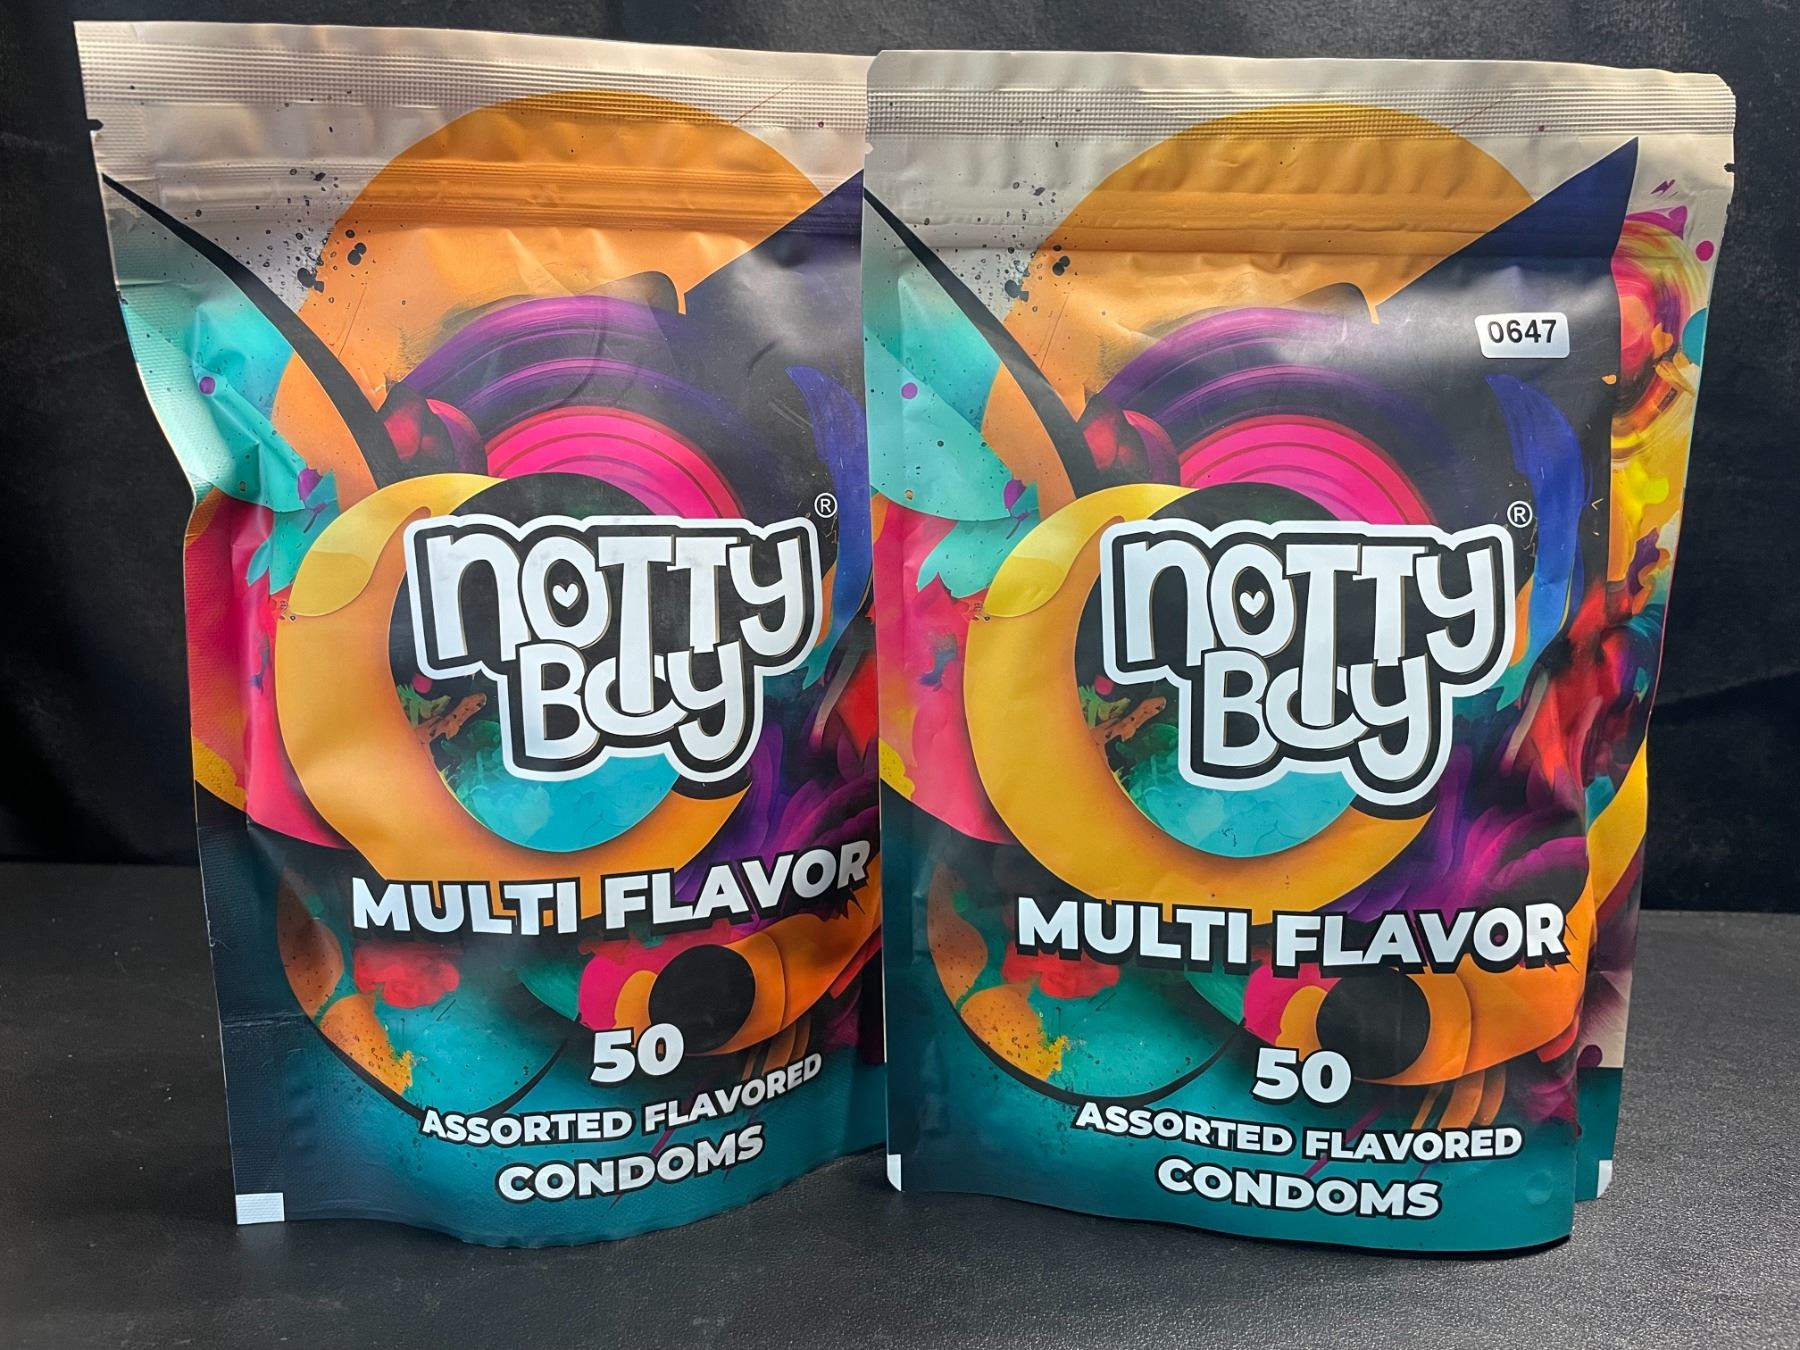 NOTTY
BOY
®
MULTI FLAVOR
50
ASSORTED FLAVORED
CONDOMS
0647
NOTTY
BOY
®
MULTI FLAVOR
50
ASSORTED FLAVORED
CONDOMS